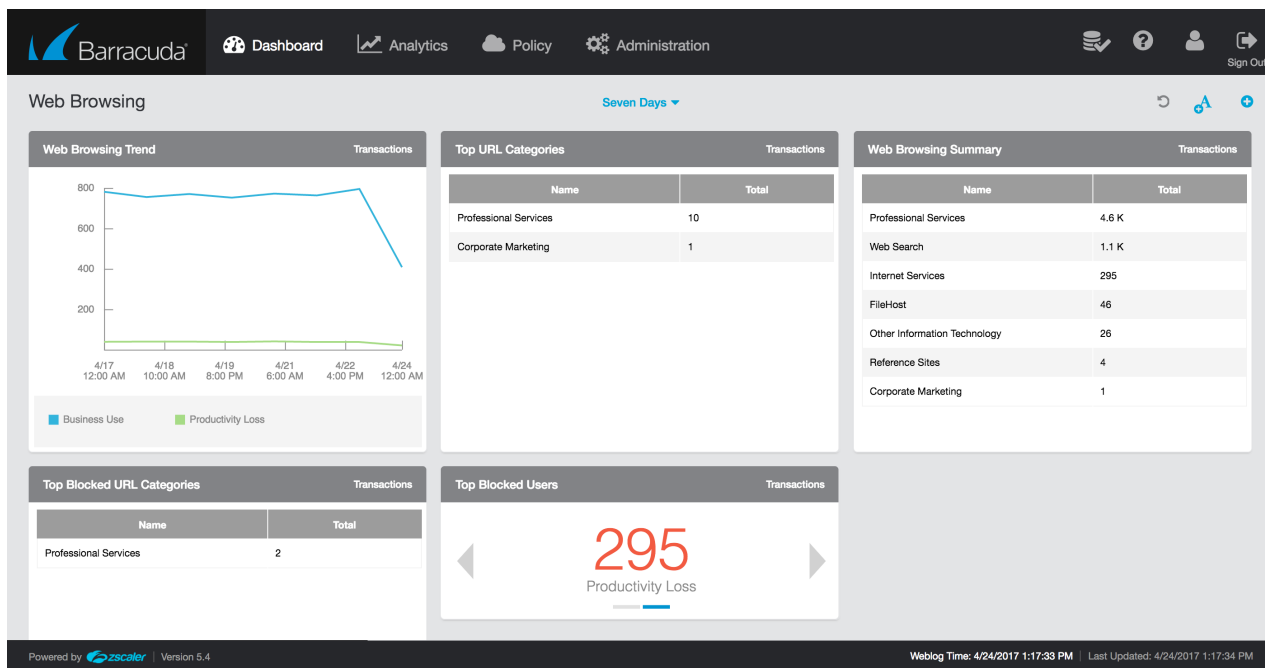 Barracuda
Dashboard
Analytics
Policy
Administration
Sign Out
Web Browsing
Seven Days
A
Web Browsing Trend Transactions
800
600
400
200
4/17 4/18 4/19 4/21 4/22 4/24
12:00 AM 10:00 AM 8:00 PM 6:00 AM 4:00 PM 12:00 AM
Business Use Productivity Loss
Top URL Categories Transactions
Name Total
Professional Services 10
Corporate Marketing 1
Web Browsing Summary Transactions
Name Total
Professional Services 4.6 K
Web Search 1.1 K
Internet Services 295
FileHost 46
Other Information Technology 26
Reference Sites 4
Corporate Marketing 1
Top Blocked URL Categories Transactions
Name Total
Professional Services 2
Top Blocked Users Transactions
295
Productivity Loss
Powered by zscaler | Version 5.4
Weblog Time: 4/24/2017 1:17:33 PM | Last Updated: 4/24/2017 1:17:34 PM